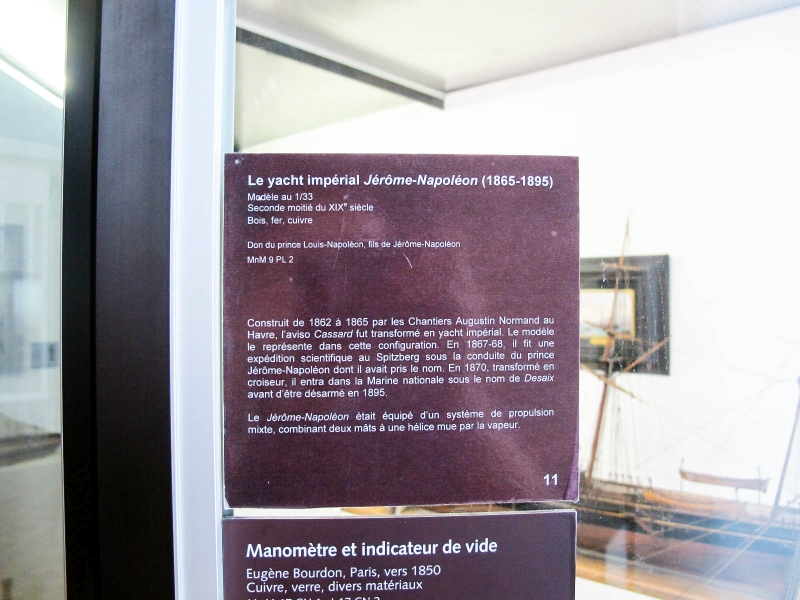 Le yacht impérial Jérôme-Napoléon (1865-1895)
Modèle au 1/33
Seconde moitié du XIXe siècle
Bois, fer, cuivre
Don du prince Louis-Napoléon, fils de Jérôme-Napoléon
MnM 9 PL 2
Construit de 1862 à 1865 par les Chantiers Augustin Normand au
Havre, l'aviso Cassard fut transformé en yacht impérial. Le modèle
le représente dans cette configuration. En 1867-68, il fit une
expédition scientifique au Spitzberg sous la conduite du prince
Jérôme-Napoléon dont il avait pris le nom. En 1870, transformé en
croiseur, il entra dans la Marine nationale sous le nom de Desaix
avant d'être désarmé en 1895.
Le Jérôme-Napoléon était équipé d'un système de propulsion
mixte, combinant deux mâts à une hélice mue par la vapeur.
11
Manomètre et indicateur de vide
Eugène Bourdon, Paris, vers 1850
Cuivre, verre, divers matériaux